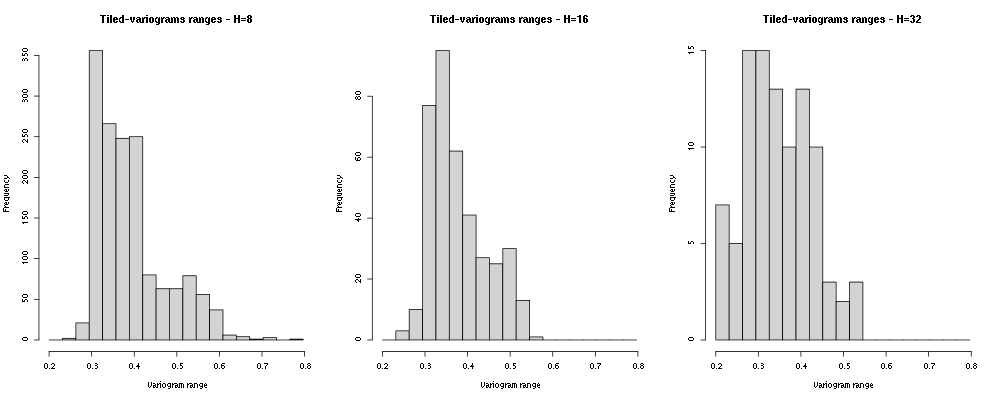 Tiled-variograms ranges - H=8
Frequency
0 50 100 150 200 250 300 350
0.2 0.3 0.4 0.5 0.6 0.7 0.8
Variogram range
Tiled-variograms ranges - H=16
Frequency
0 20 40 60 80
0.2 0.3 0.4 0.5 0.6 0.7 0.8
Variogram range
Tiled-variograms ranges - H=32
Frequency
0 5 10 15
0.2 0.3 0.4 0.5 0.6 0.7 0.8
Variogram range